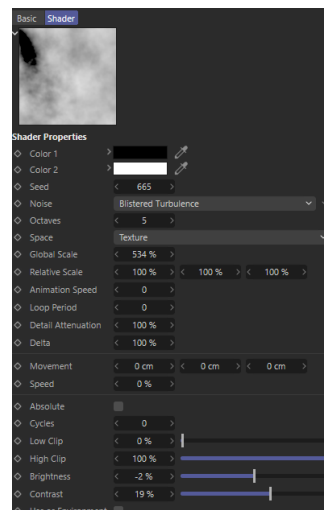 Basic Shader
Shader Properties
Color 1
Color 2
Seed 665
Noise Blistered Turbulence
Octaves 5
Space Texture
Global Scale 534 %
Relative Scale 100 % 100 % 100 %
Animation Speed 0
Loop Period 0
Detail Attenuation 100 %
Delta 100 %
Movement 0 cm 0 cm 0 cm
Speed 0 %
Absolute
Cycles 0
Low Clip 0 %
High Clip 100 %
Brightness -2 %
Contrast 19 %
Use as Environment